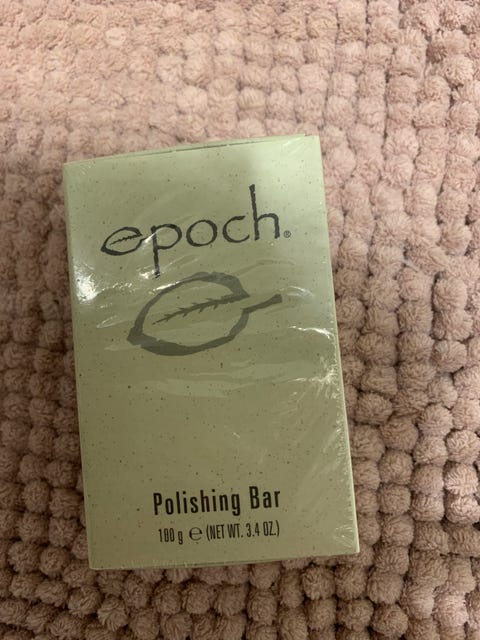 epoch®
Polishing Bar
100 g ℮ (NET WT. 3.4 OZ.)